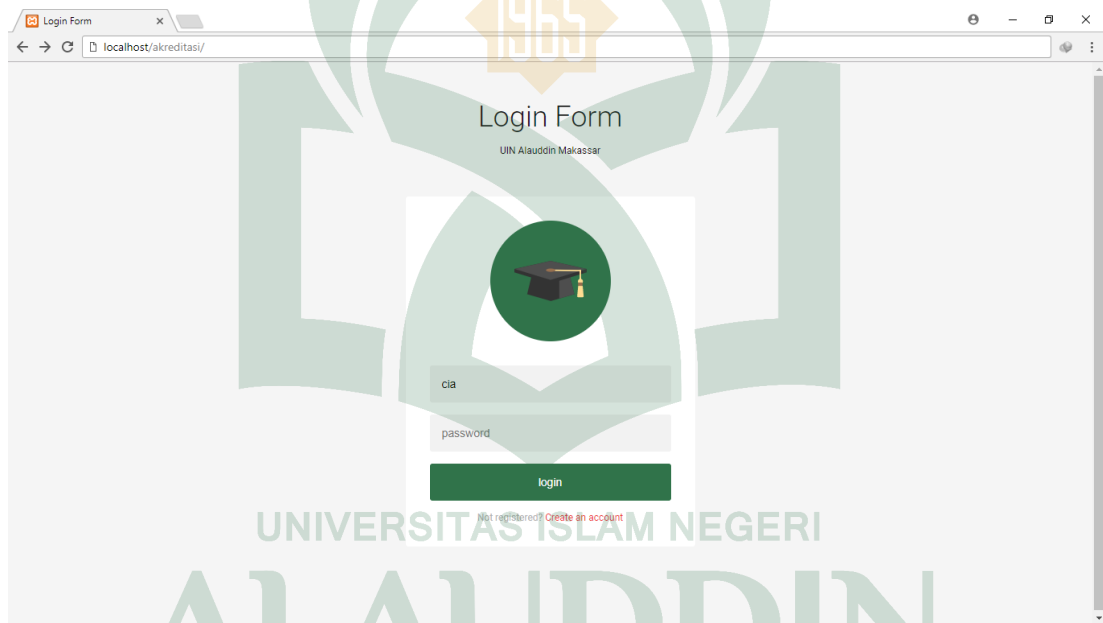 Login Form
localhost/akreditasi/
1965
Login Form
UIN Alauddin Makassar
cia
password
login
Not registered? Create an account
UNIVERSITAS ISLAM NEGERI
ALAUDDIN